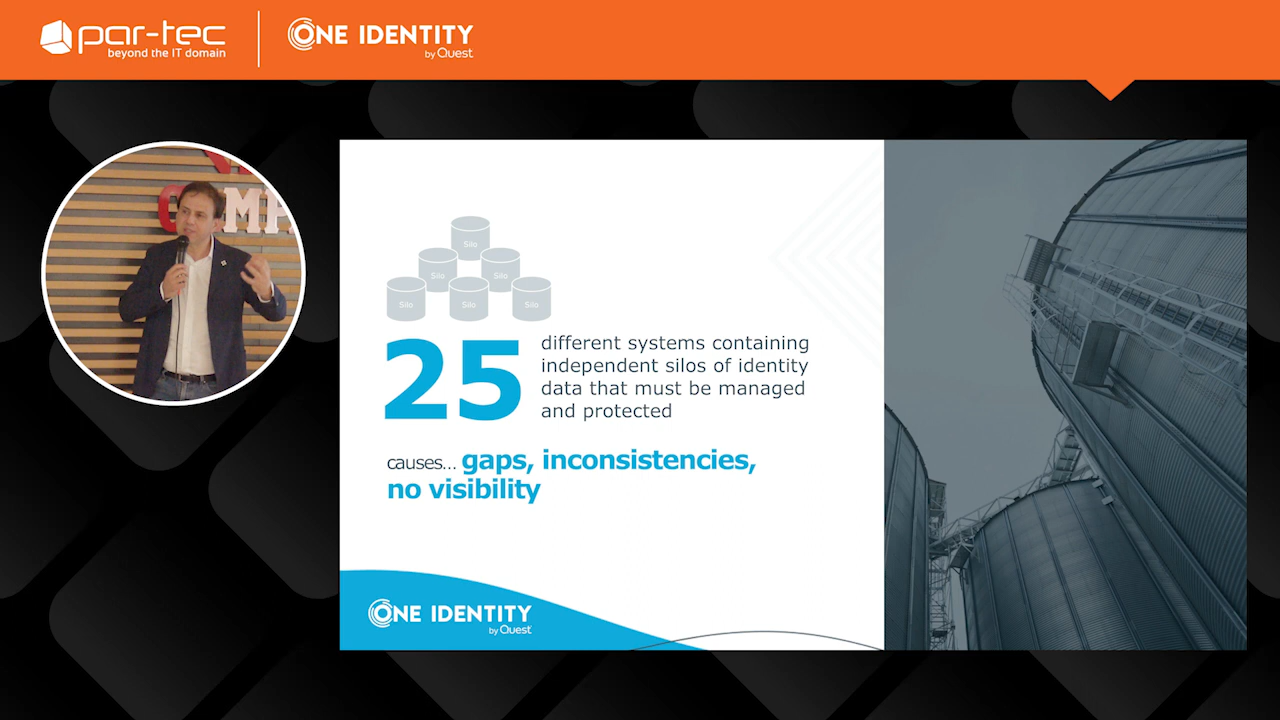 par-tec
beyond the IT domain
ONE IDENTITY
by Quest
Silo
Silo
Silo
Silo
Silo
Silo
25
different systems containing
independent silos of identity
data that must be managed
and protected
causes... gaps, inconsistencies,
no visibility
ONE IDENTITY
by Quest